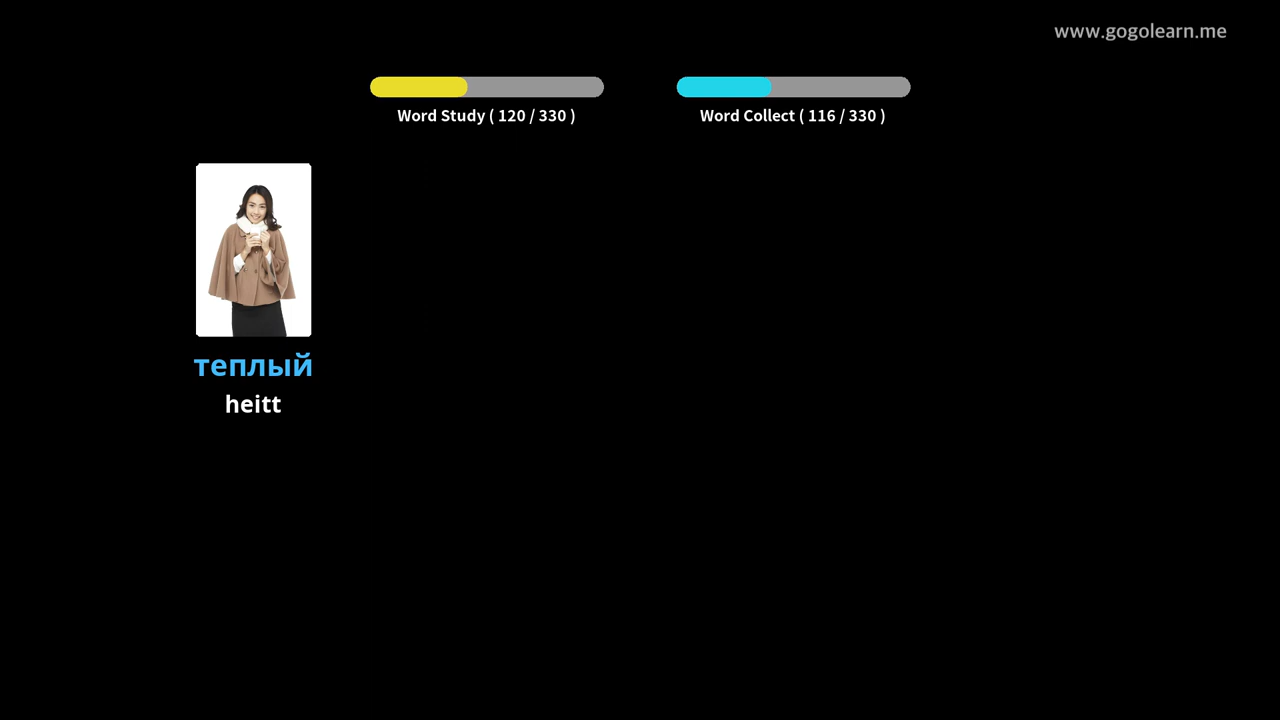 www.gogolearn.me
Word Study ( 120 / 330 )
Word Collect ( 116 / 330 )
теплый
heitt